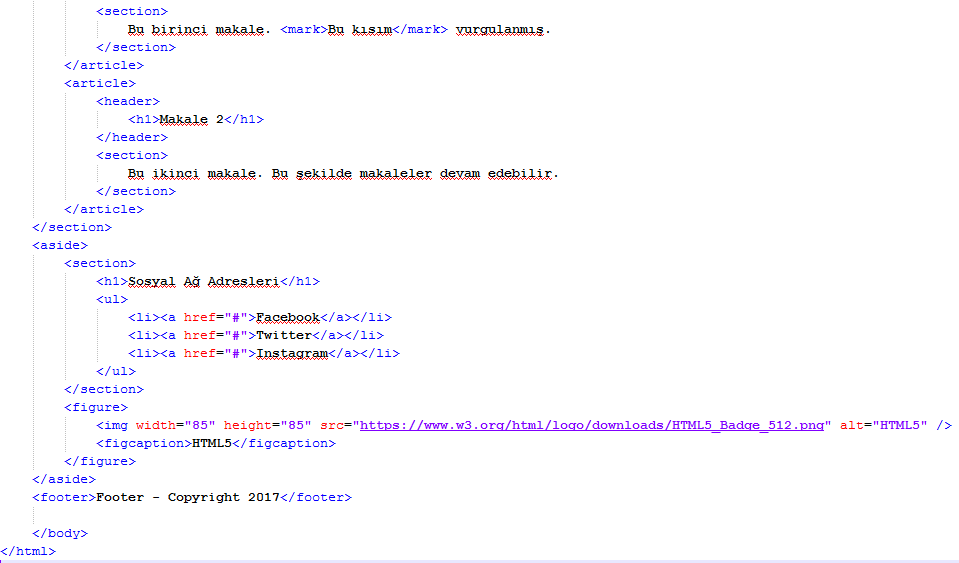 <section>
Bu birinci makale. <mark>Bu kısım</mark> vurgulanmış.
</section>
</article>
<article>
<header>
<h1>Makale 2</h1>
</header>
<section>
Bu ikinci makale. Bu şekilde makaleler devam edebilir.
</section>
</article>
</section>
<aside>
<section>
<h1>Sosyal Ağ Adresleri</h1>
<ul>
<li><a href="#">Facebook</a></li>
<li><a href="#">Twitter</a></li>
<li><a href="#">Instagram</a></li>
</ul>
</section>
<figure>
<img width="85" height="85" src="https://www.w3.org/html/logo/downloads/HTML5_Badge_512.png" alt="HTML5" />
<figcaption>HTML5</figcaption>
</figure>
</aside>
<footer>Footer - Copyright 2017</footer>
</body>
</html>